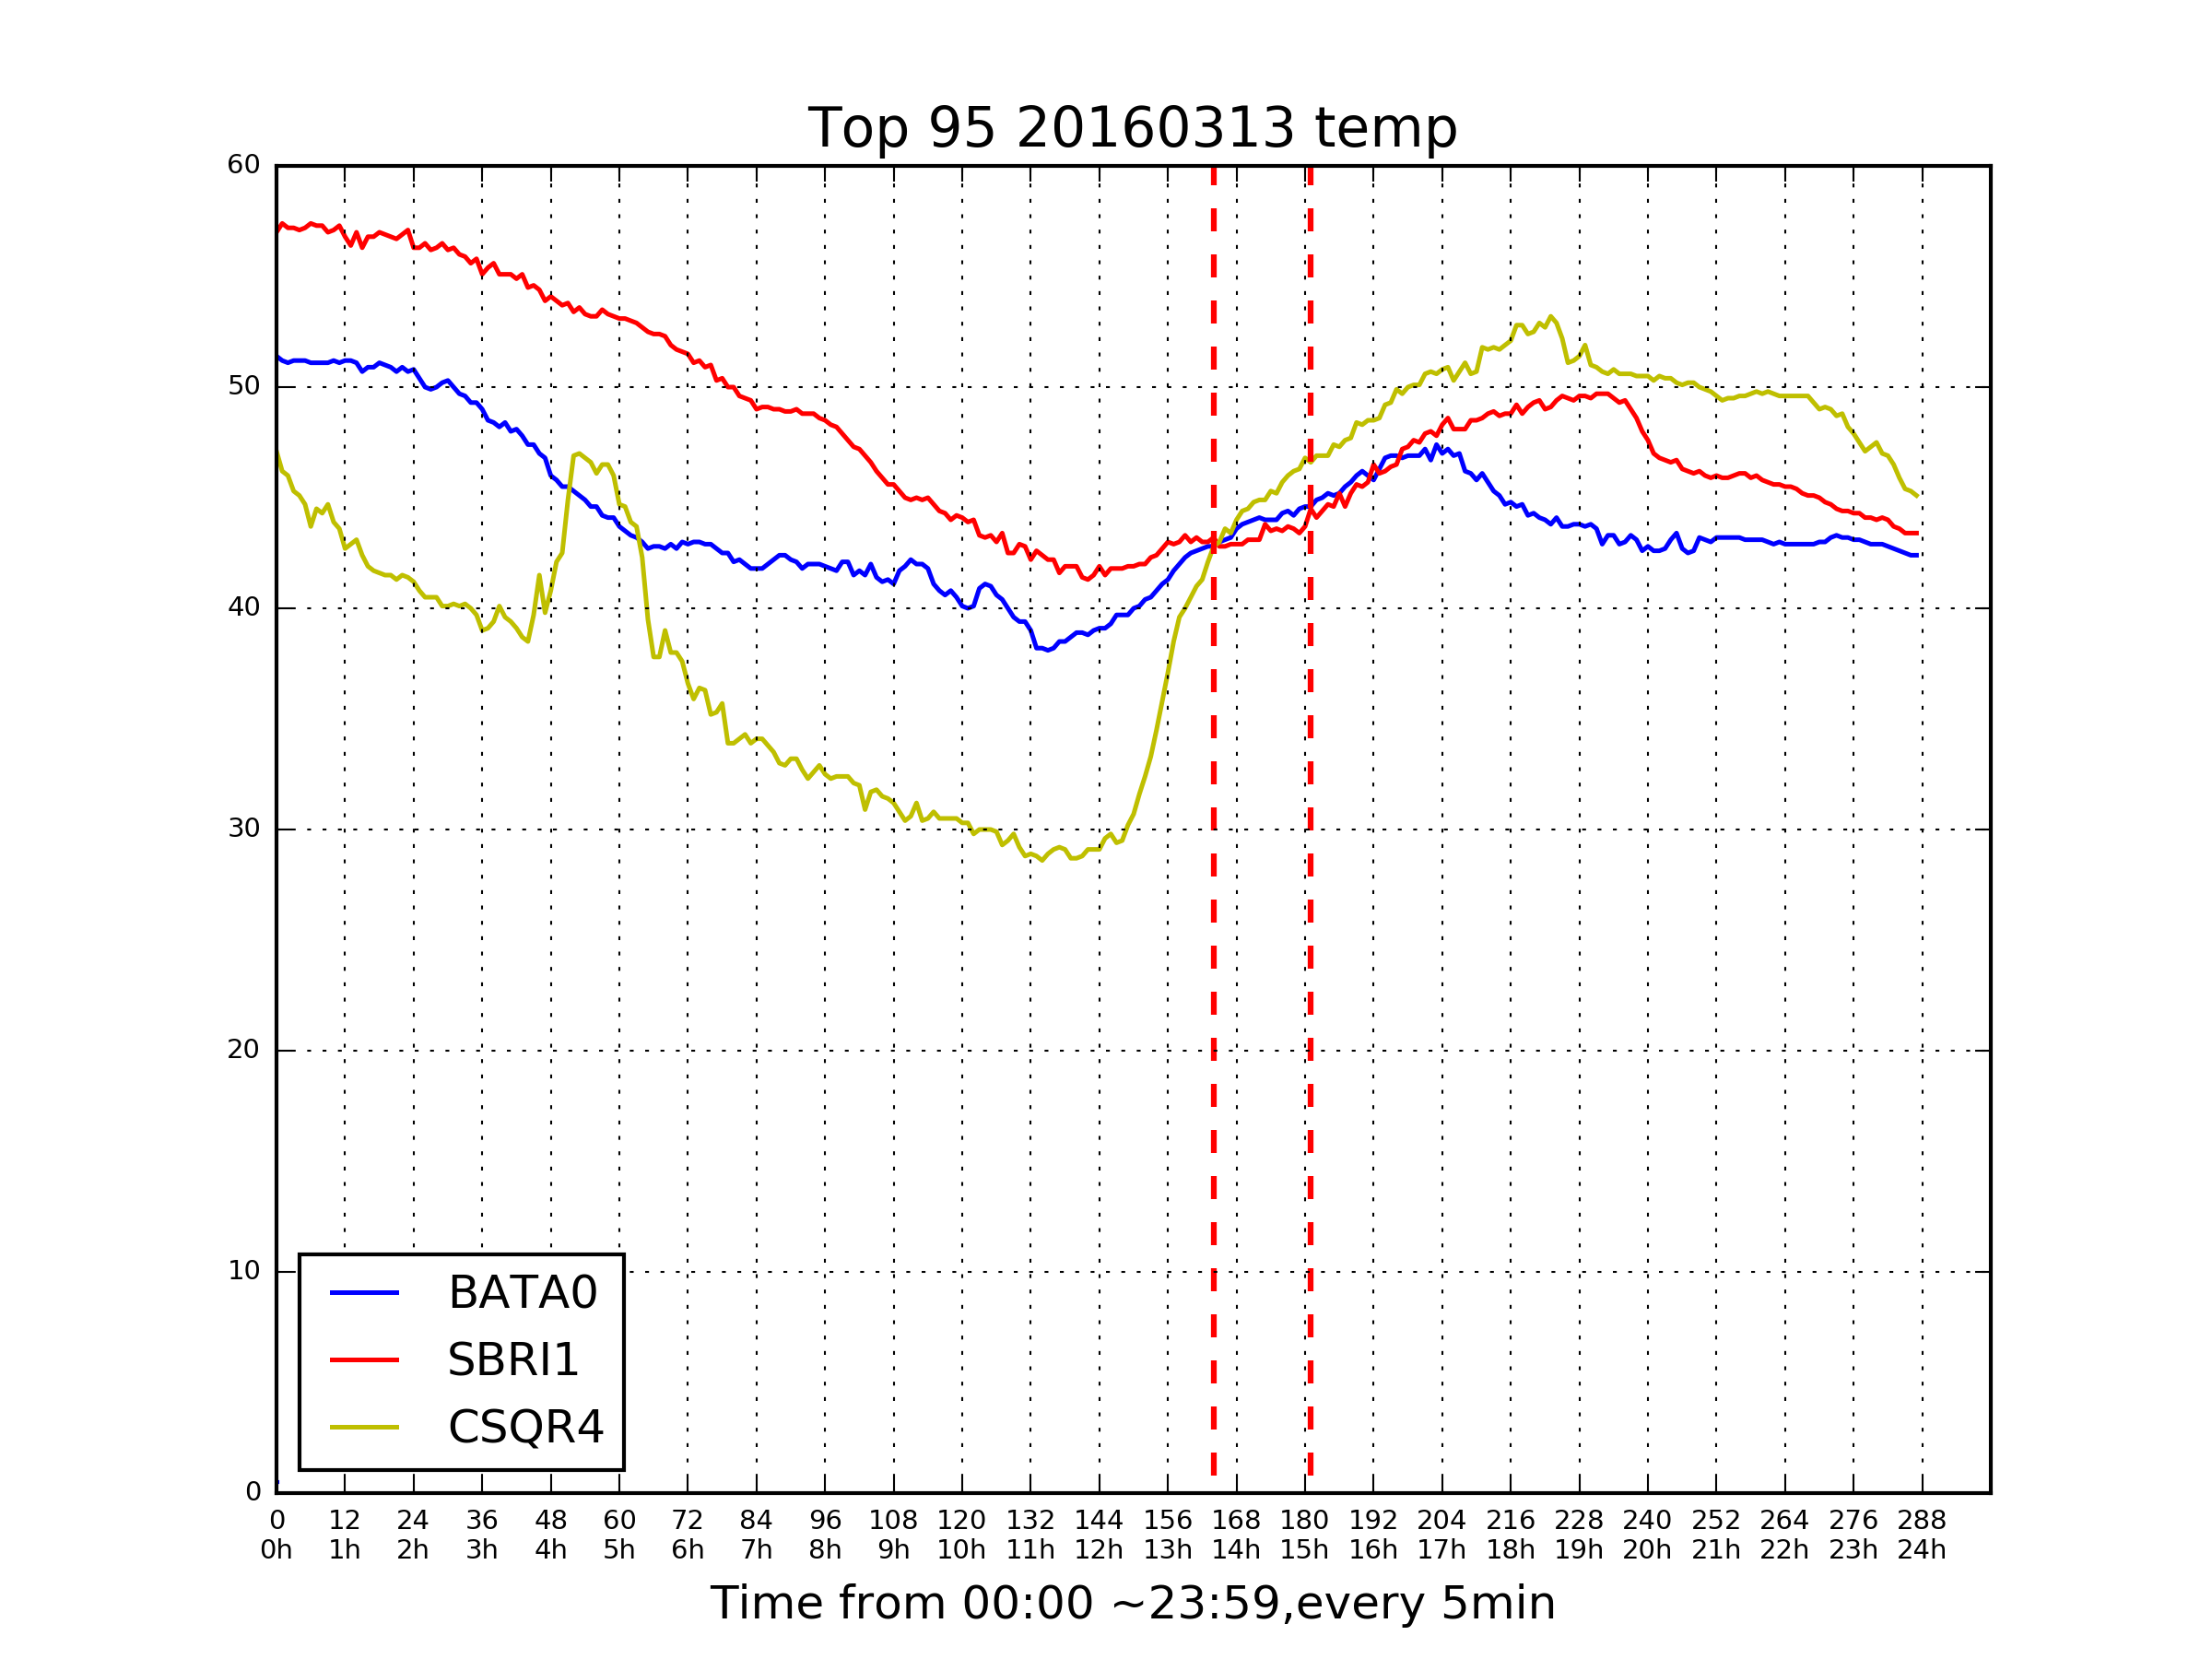 Top 95 20160313 temp
60
50
40
30
20
10
0
BATA0
SBRI1
CSQR4
0 12 24 36 48 60 72 84 96 108 120 132 144 156 168 180 192 204 216 228 240 252 264 276 288
0h 1h 2h 3h 4h 5h 6h 7h 8h 9h 10h 11h 12h 13h 14h 15h 16h 17h 18h 19h 20h 21h 22h 23h 24h
Time from 00:00 ~23:59,every 5min